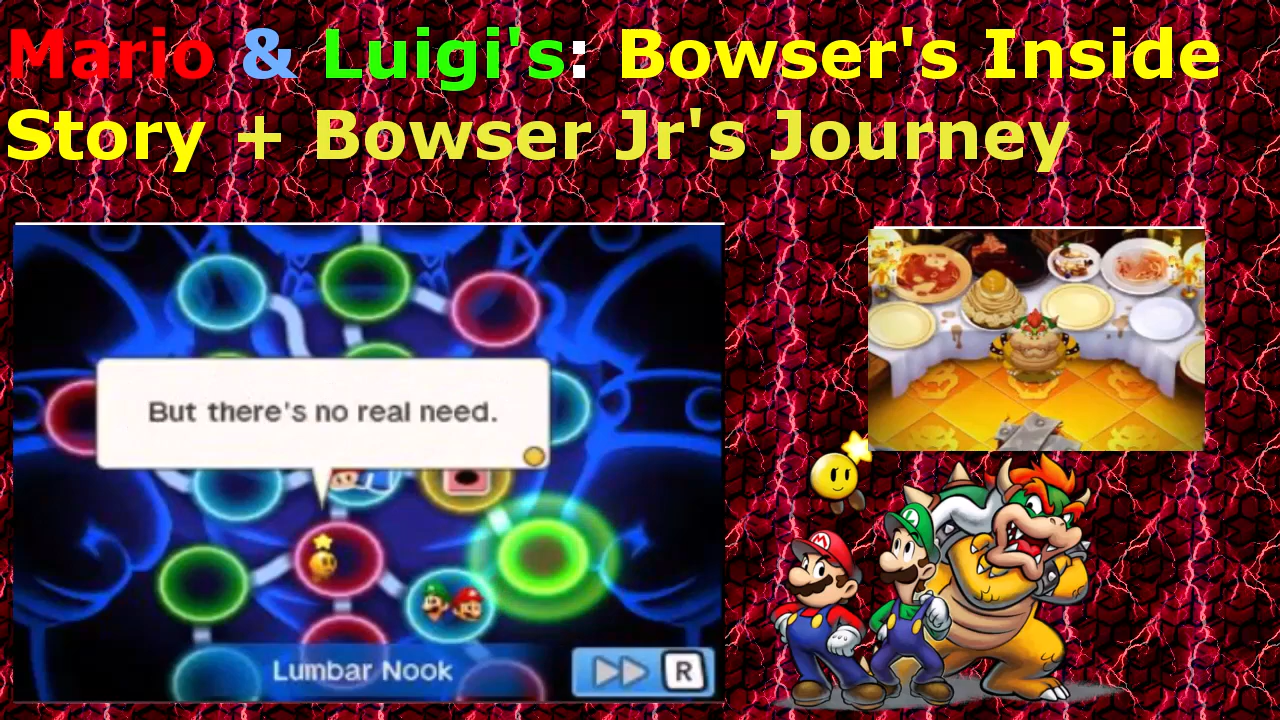 Mario & Luigi's: Bowser's Inside
Story + Bowser Jr's Journey
But there's no real need.
Lumbar Nook
R
M
L